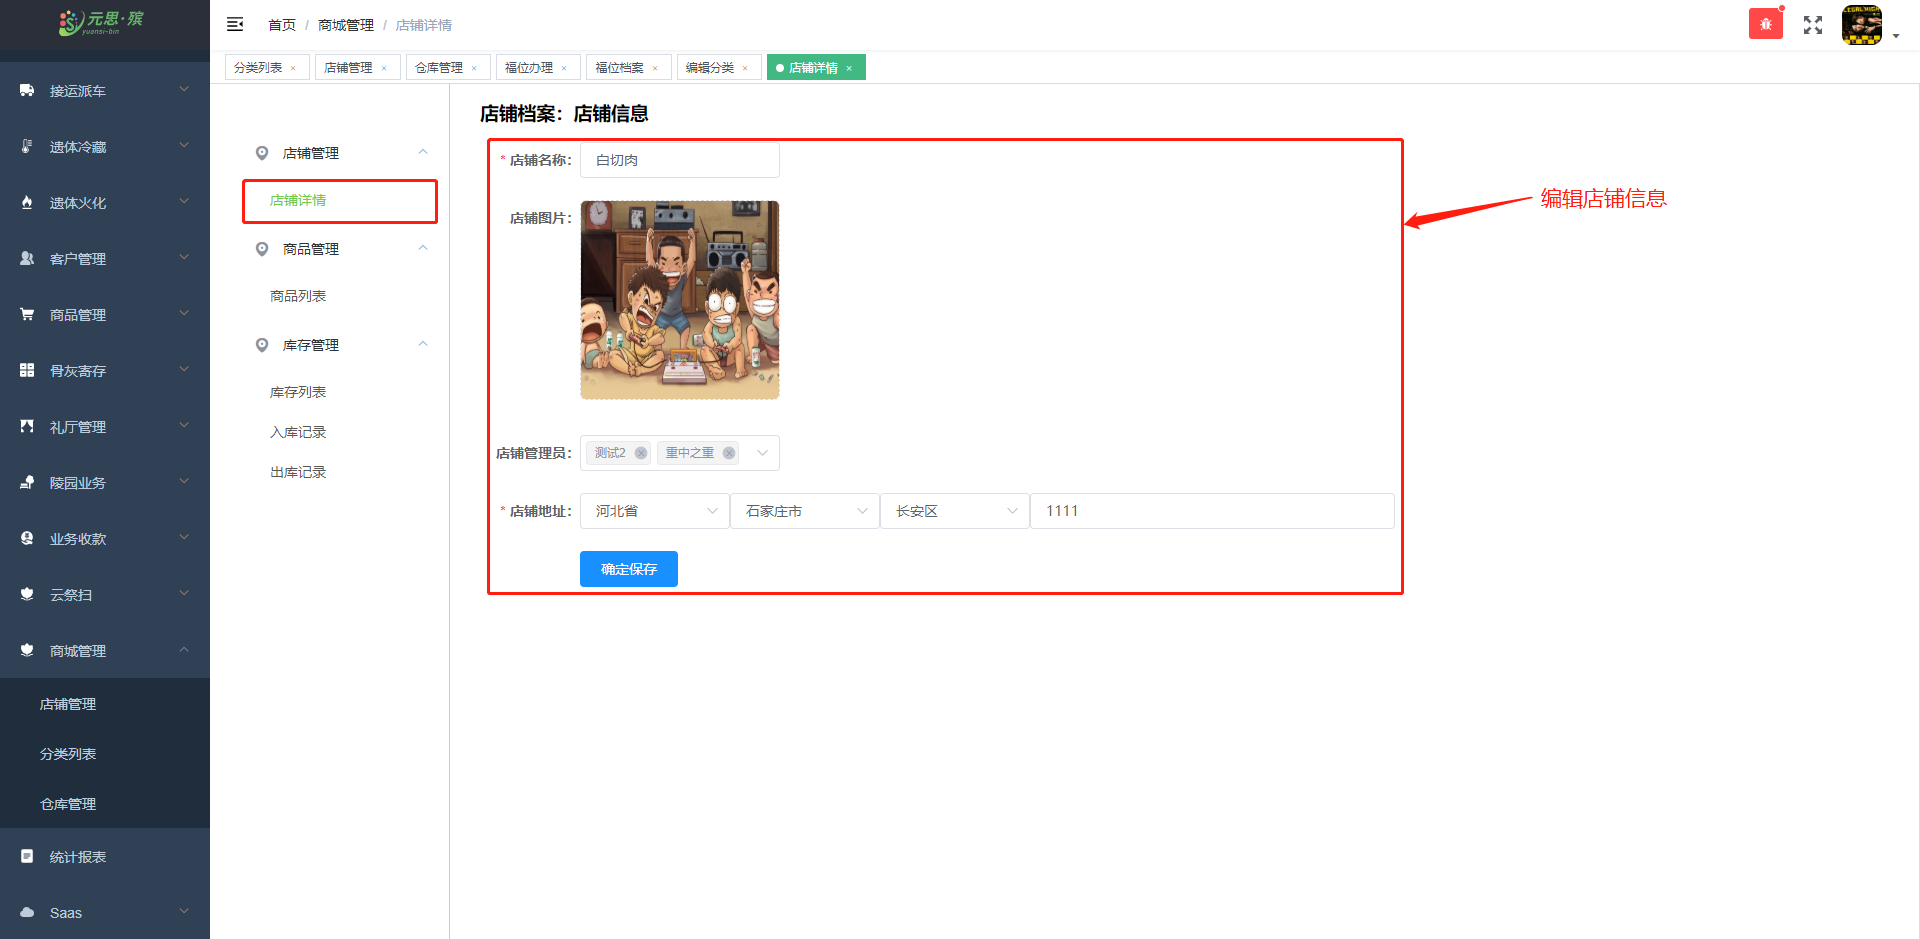 元思·殡
yuansi-bin
首页 / 商城管理 / 店铺详情
分类列表 × 店铺管理 × 仓库管理 × 福位办理 × 福位档案 × 编辑分类 × 店铺详情 ×
接运派车
遗体冷藏
遗体火化
客户管理
商品管理
骨灰寄存
礼厅管理
陵园业务
业务收款
云祭扫
商城管理
店铺管理
分类列表
仓库管理
统计报表
Saas
店铺管理
店铺详情
商品管理
商品列表
库存管理
库存列表
入库记录
出库记录
店铺档案：店铺信息
* 店铺名称： 白切肉
店铺图片：
店铺管理员： 测试2 重中之重
* 店铺地址： 河北省 石家庄市 长安区 1111
确定保存
编辑店铺信息